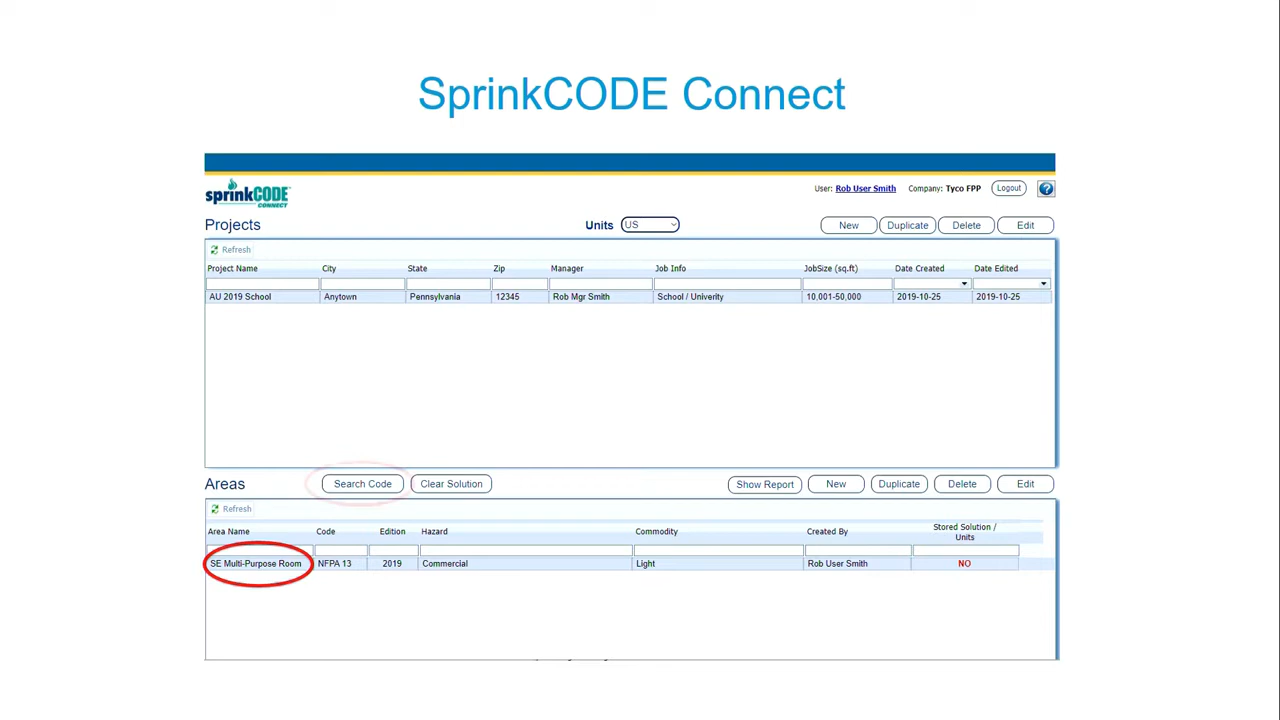 SprinkCODE Connect
sprinkCODE
CONNECT
User: Rob User Smith Company: Tyco FPP Logout ?
Projects Units US New Duplicate Delete Edit
Refresh
Project Name City State Zip Manager Job Info JobSize (sq.ft) Date Created Date Edited
AU 2019 School Anytown Pennsylvania 12345 Rob Mgr Smith School / Univerity 10,001-50,000 2019-10-25 2019-10-25
Areas Search Code Clear Solution Show Report New Duplicate Delete Edit
Refresh
Area Name Code Edition Hazard Commodity Created By Stored Solution /
Units
SE Multi-Purpose Room NFPA 13 2019 Commercial Light Rob User Smith NO